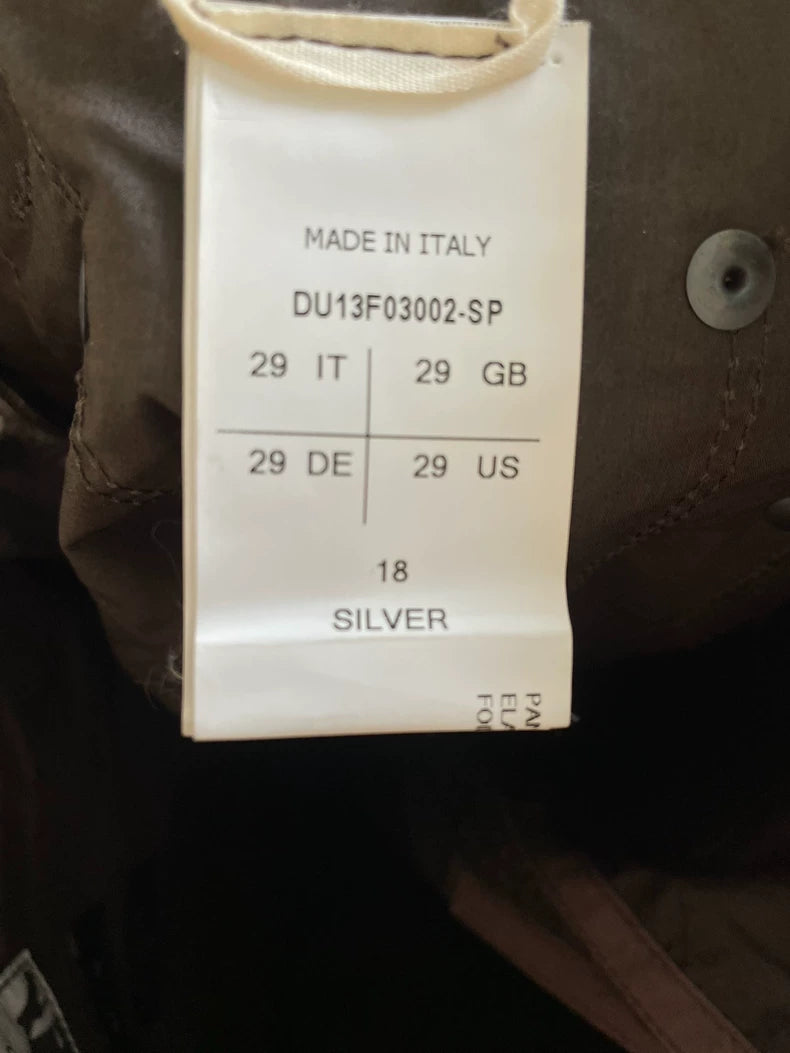 MADE IN ITALY
DU13F03002-SP
29 IT 29 GB
29 DE 29 US
18
SILVER